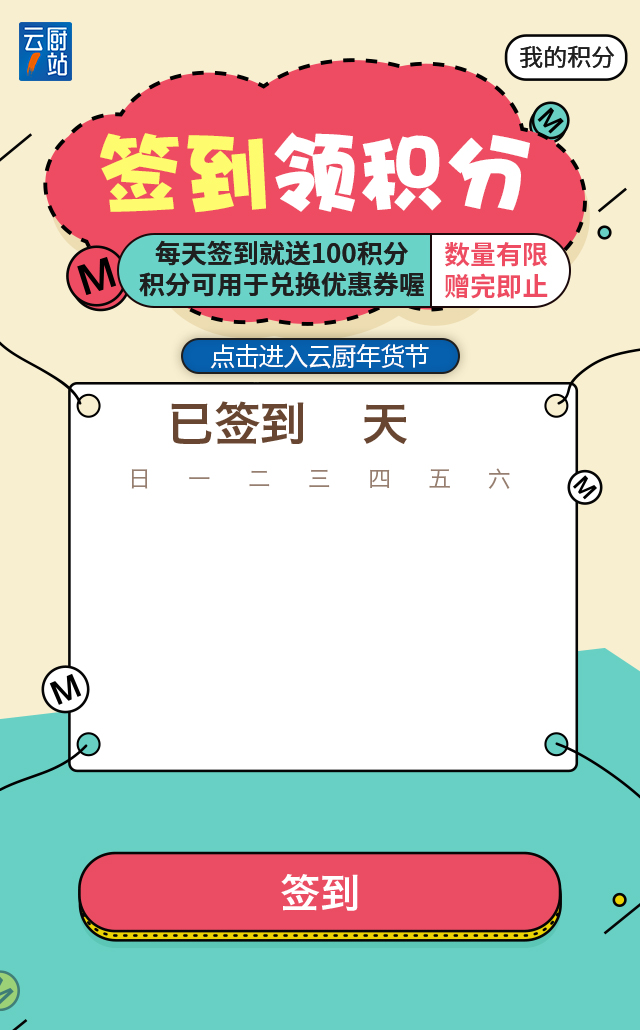 云厨
站
我的积分
签到领积分
M
M
每天签到就送100积分
积分可用于兑换优惠券喔
数量有限
赠完即止
点击进入云厨年货节
已签到 天
日 一 二 三 四 五 六
M
M
签到
M